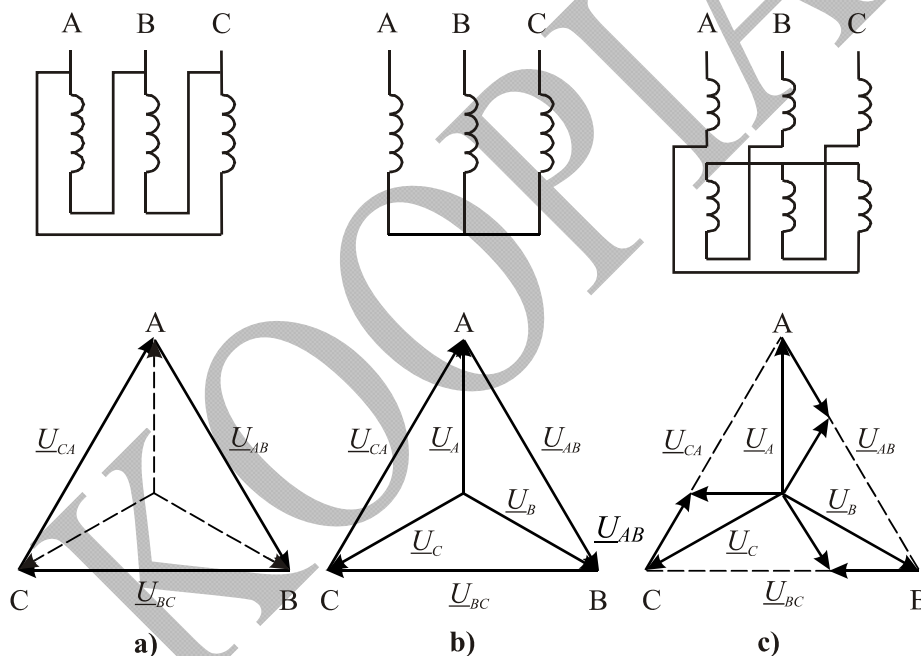 A B C
A B C
A B C
A
A
A
U_CA U_AB
U_CA U_A U_AB
U_CA U_A U_AB
U_B
U_B
U_AB
U_C
U_C
C U_BC B
C U_BC B
C U_BC B
a) b) c)
KOOPIA